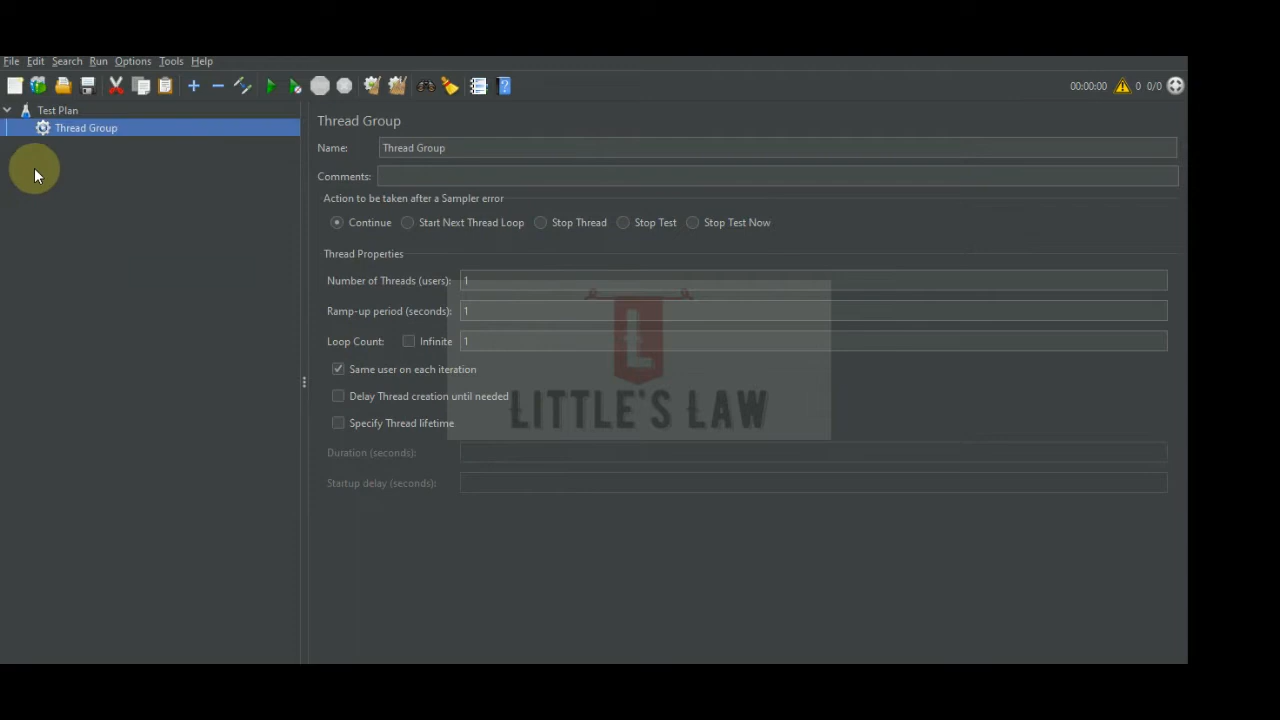 File Edit Search Run Options Tools Help
00:00:00 0 0/0
Test Plan
Thread Group
Thread Group
Name: Thread Group
Comments:
Action to be taken after a Sampler error
Continue Start Next Thread Loop Stop Thread Stop Test Stop Test Now
Thread Properties
Number of Threads (users): 1
Ramp-up period (seconds): 1
Loop Count: Infinite 1
Same user on each iteration
Delay Thread creation until needed
Specify Thread lifetime
Duration (seconds):
Startup delay (seconds):
L
LITTLE'S LAW